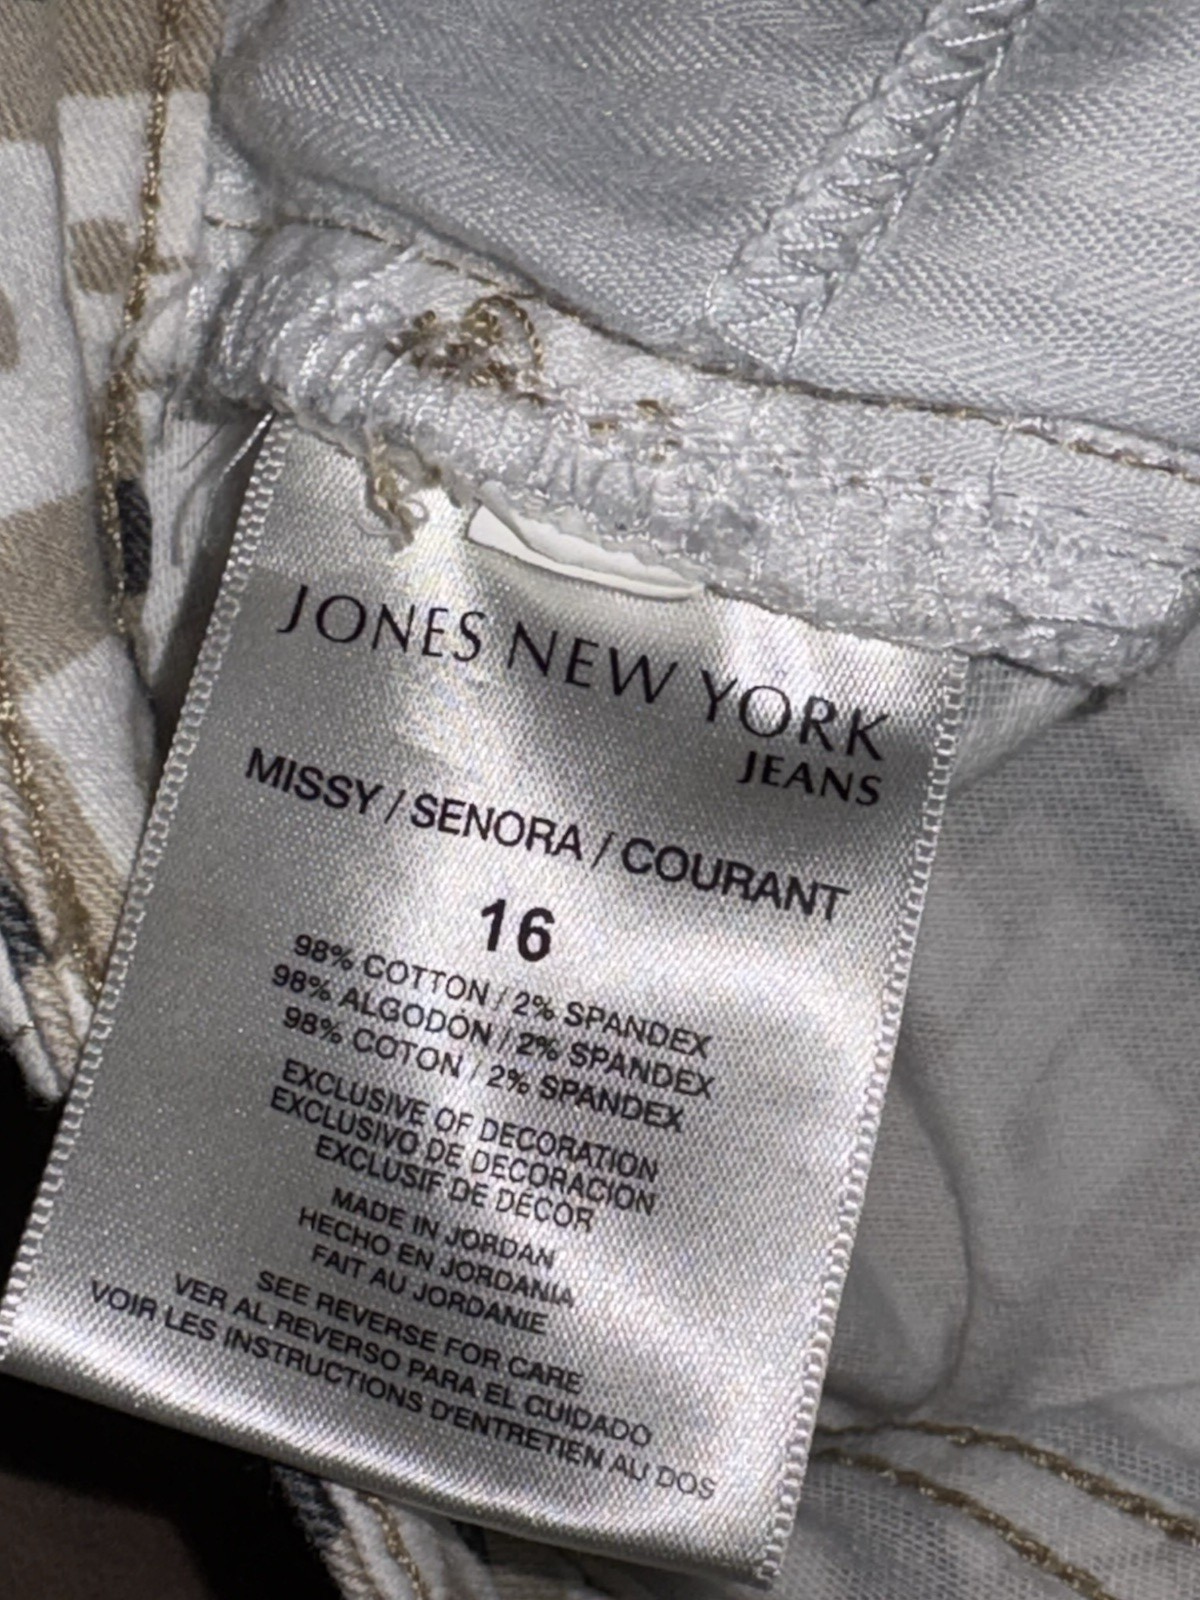 JONES NEW YORK
JEANS
MISSY / SENORA / COURANT
16
98% COTTON / 2% SPANDEX
98% ALGODON / 2% SPANDEX
98% COTON / 2% SPANDEX
EXCLUSIVE OF DECORATION
EXCLUSIVO DE DECORACION
EXCLUSIF DE DÉCOR
MADE IN JORDAN
HECHO EN JORDANIA
FAIT AU JORDANIE
SEE REVERSE FOR CARE
VER AL REVERSO PARA EL CUIDADO
VOIR LES INSTRUCTIONS D'ENTRETIEN AU DOS